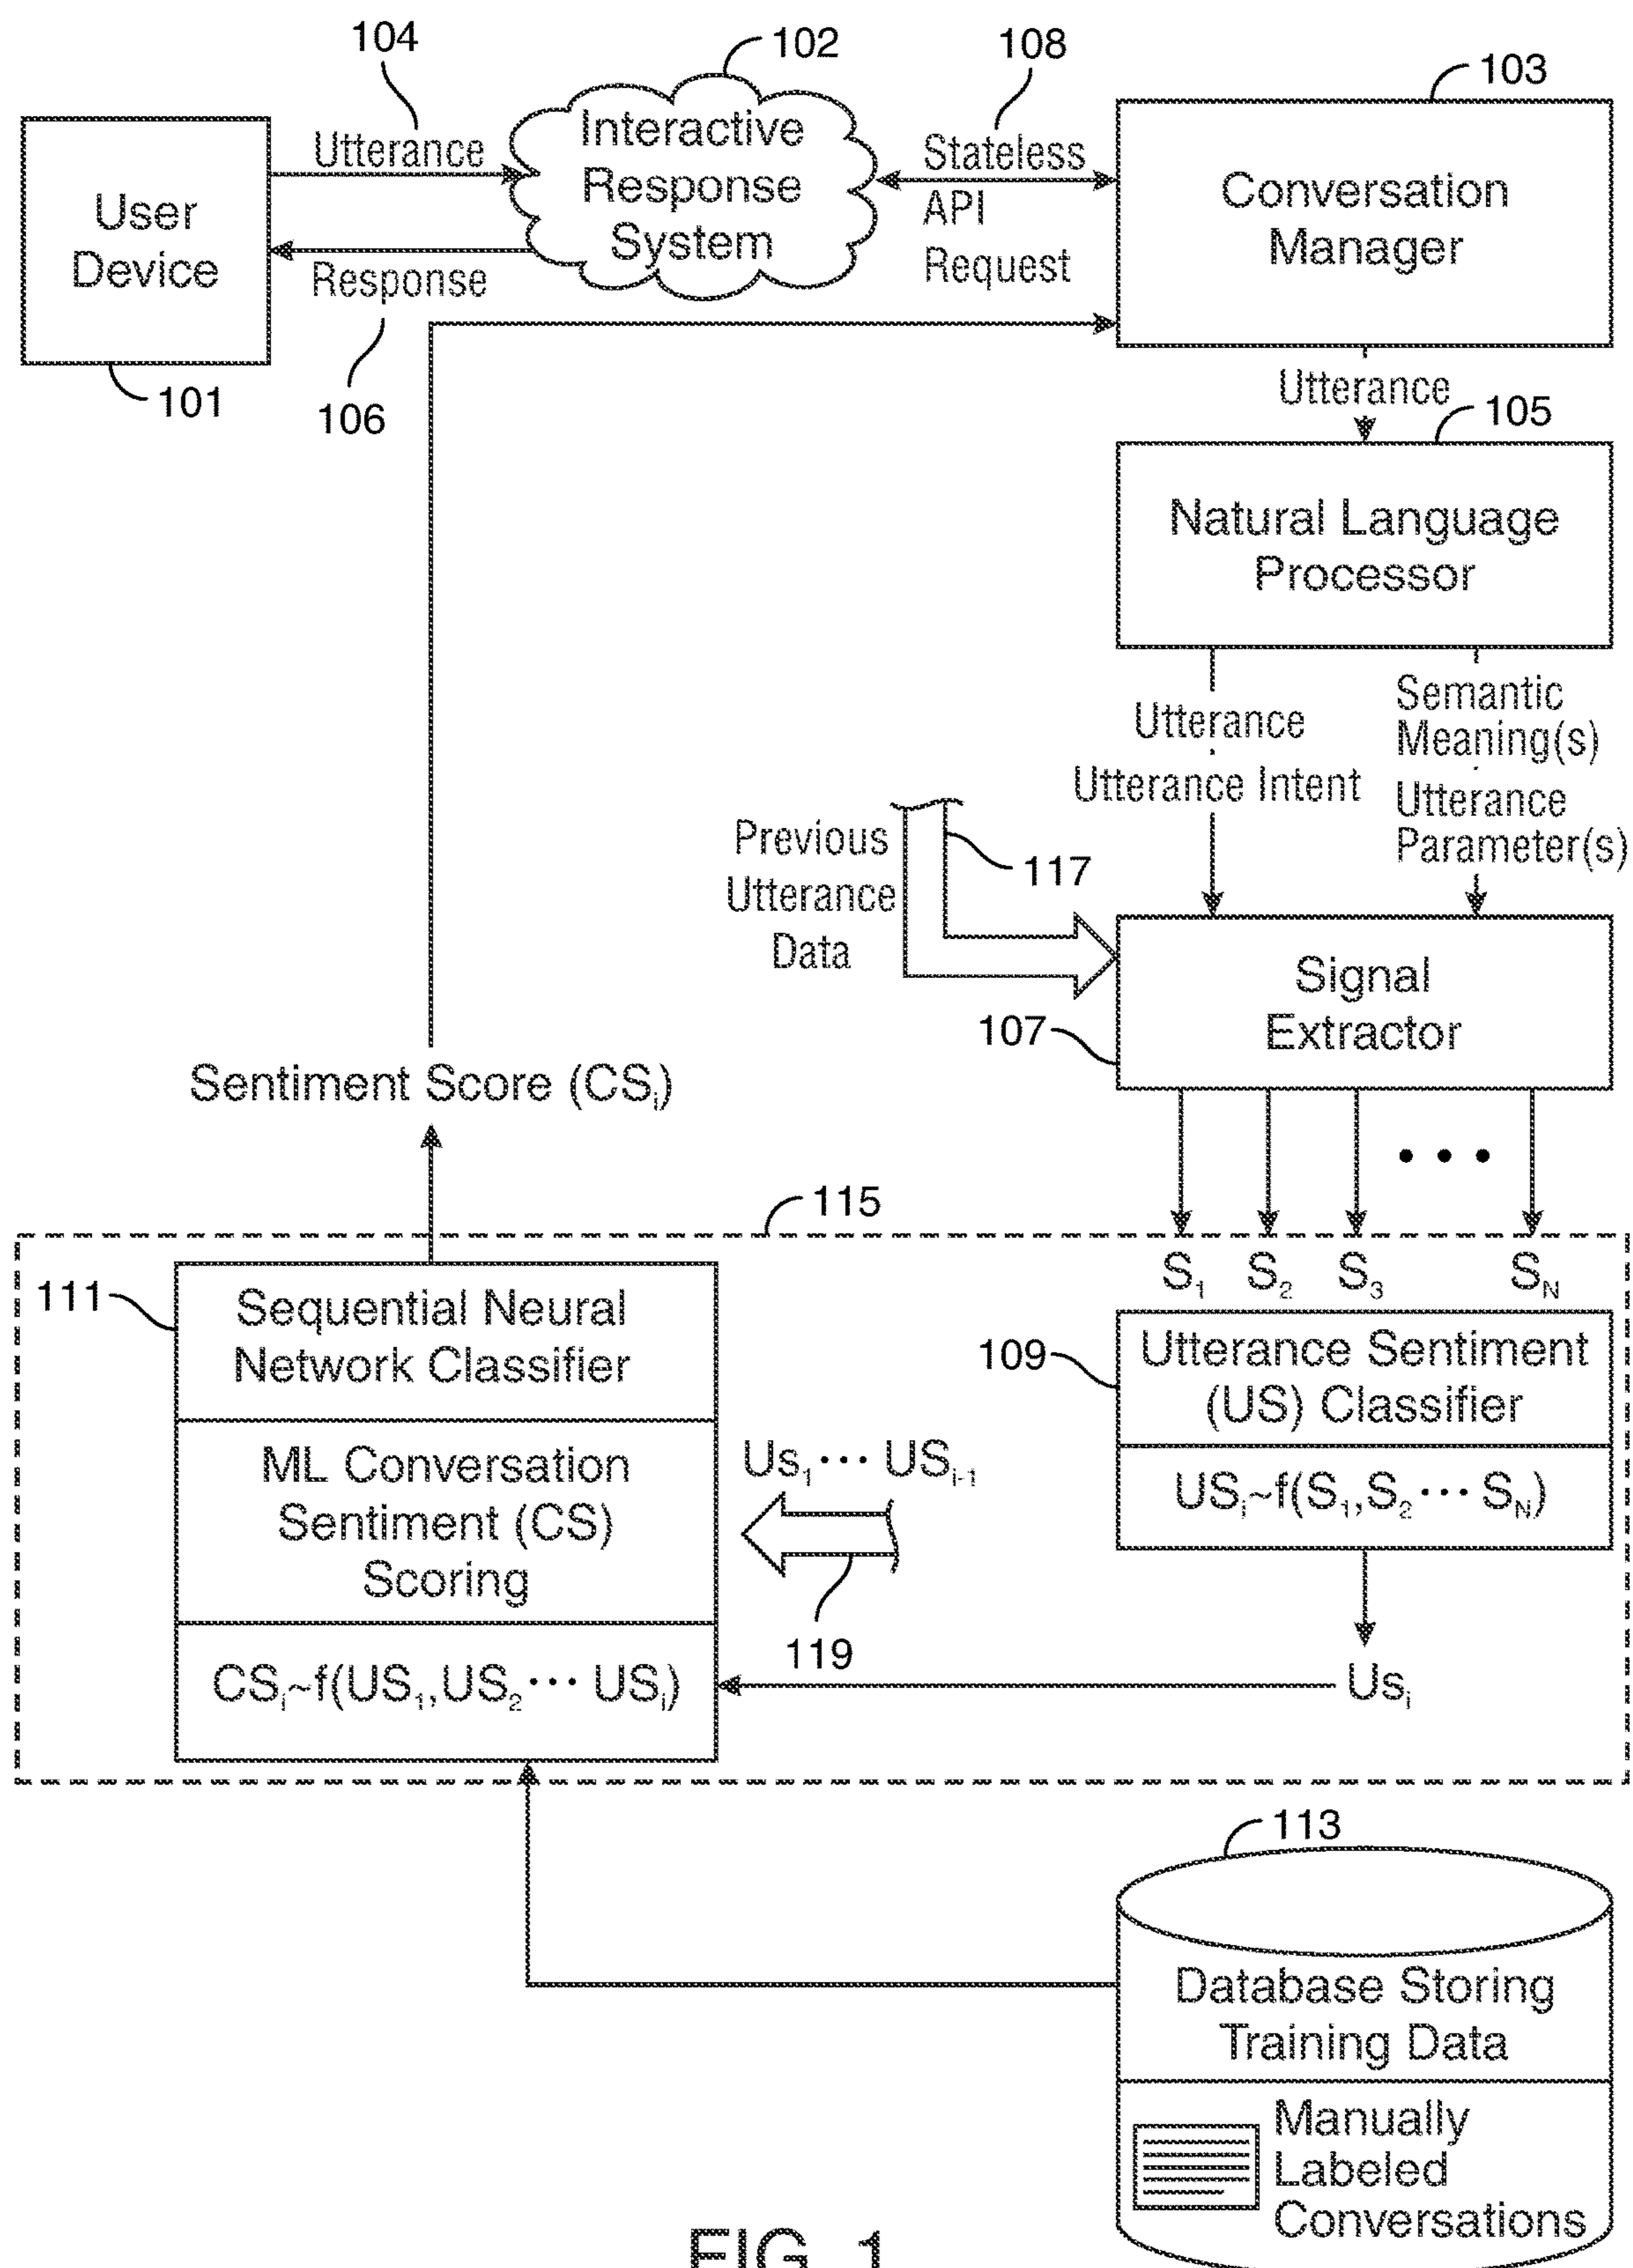 104
102
108
103
User
Device
Utterance
Response
101
106
Interactive
Response
System
Stateless
API
Request
Conversation
Manager
Utterance
105
Natural Language
Processor
Utterance
Utterance Intent
Semantic
Meaning(s)
Utterance
Parameter(s)
Previous
Utterance
Data
117
107
Signal
Extractor
Sentiment Score (CSᵢ)
115
S₁ S₂ S₃ ••• S_N
111
Sequential Neural
Network Classifier
ML Conversation
Sentiment (CS)
Scoring
CSᵢ~f(US₁,US₂••• USᵢ)
Us₁••• USᵢ₋₁
119
109
Utterance Sentiment
(US) Classifier
USᵢ~f(S₁,S₂••• S_N)
Usᵢ
113
Database Storing
Training Data
Manually
Labeled
Conversations
FIG. 1